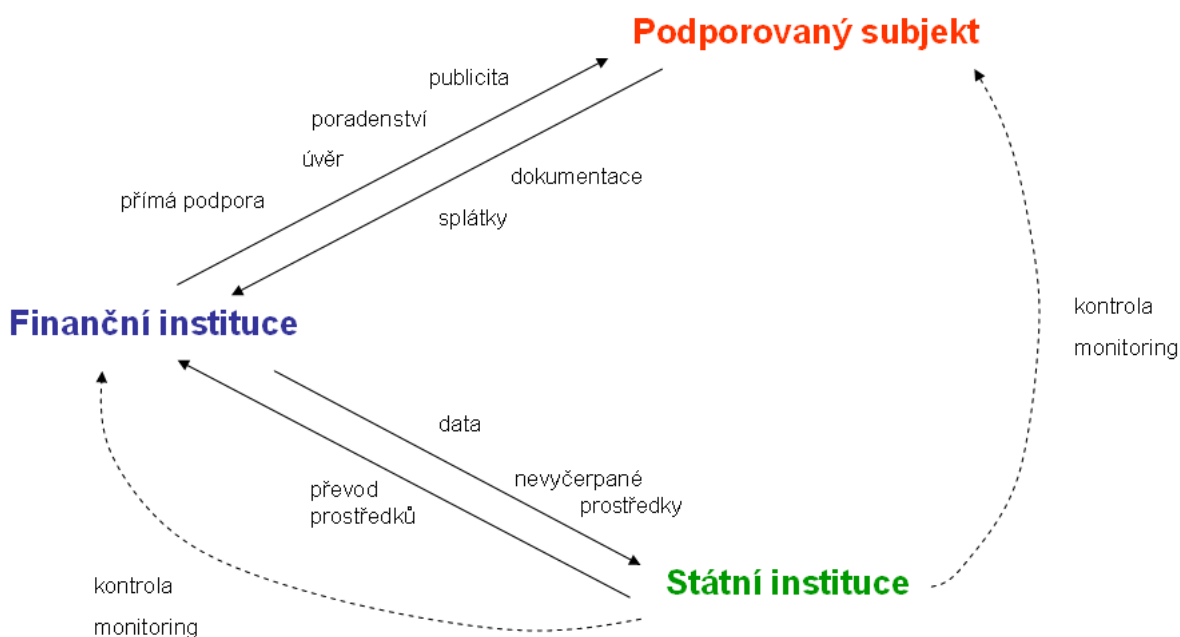 Podporovaný subjekt
publicita
poradenství
úvěr
dokumentace
přímá podpora
splátky
Finanční instituce
kontrola
monitoring
data
nevyčerpané
prostředky
převod
prostředků
Státní instituce
kontrola
monitoring